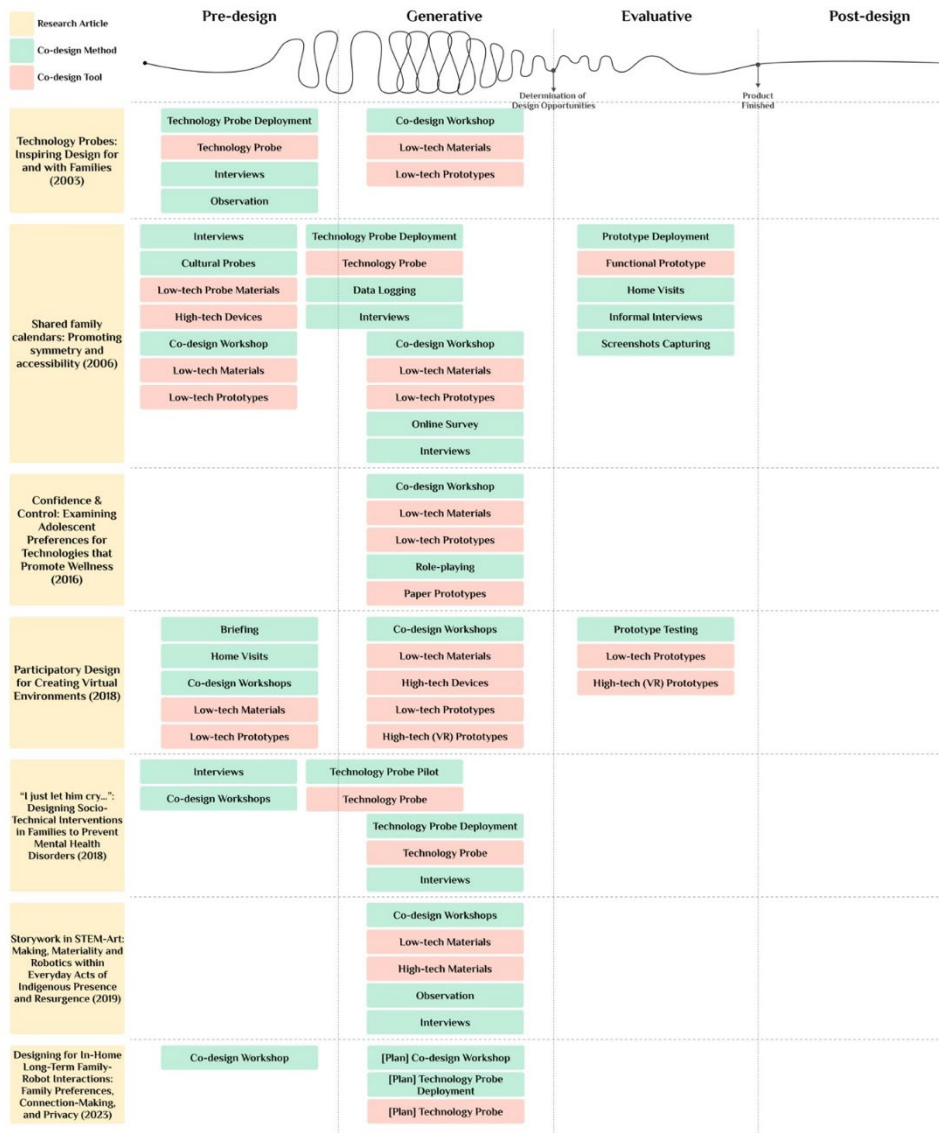 Pre-design
Generative
Evaluative
Post-design
Research Article
Co-design Method
Co-design Tool
Determination of
Design Opportunities
Product
Finished
Technology Probes:
Inspiring Design for
and with Families
(2003)
Technology Probe Deployment
Technology Probe
Interviews
Observation
Co-design Workshop
Low-tech Materials
Low-tech Prototypes
Shared family
calendars: Promoting
symmetry and
accessibility (2006)
Interviews
Cultural Probes
Low-tech Probe Materials
High-tech Devices
Co-design Workshop
Low-tech Materials
Low-tech Prototypes
Technology Probe Deployment
Technology Probe
Data Logging
Interviews
Co-design Workshop
Low-tech Materials
Low-tech Prototypes
Online Survey
Interviews
Prototype Deployment
Functional Prototype
Home Visits
Informal Interviews
Screenshots Capturing
Confidence &
Control: Examining
Adolescent
Preferences for
Technologies that
Promote Wellness
(2016)
Co-design Workshop
Low-tech Materials
Low-tech Prototypes
Role-playing
Paper Prototypes
Participatory Design
for Creating Virtual
Environments (2018)
Briefing
Home Visits
Co-design Workshops
Low-tech Materials
Low-tech Prototypes
Co-design Workshops
Low-tech Materials
High-tech Devices
Low-tech Prototypes
High-tech (VR) Prototypes
Prototype Testing
Low-tech Prototypes
High-tech (VR) Prototypes
"I just let him cry...":
Designing Socio-
Technical Interventions
in Families to Prevent
Mental Health
Disorders (2018)
Interviews
Co-design Workshops
Technology Probe Pilot
Technology Probe
Technology Probe Deployment
Technology Probe
Interviews
Storywork in STEM-Art:
Making, Materiality and
Robotics within
Everyday Acts of
Indigenous Presence
and Resurgence (2019)
Co-design Workshops
Low-tech Materials
High-tech Materials
Observation
Interviews
Designing for In-Home
Long-Term Family-
Robot Interactions:
Family Preferences,
Connection-Making,
and Privacy (2023)
Co-design Workshop
[Plan] Co-design Workshop
[Plan] Technology Probe
Deployment
[Plan] Technology Probe